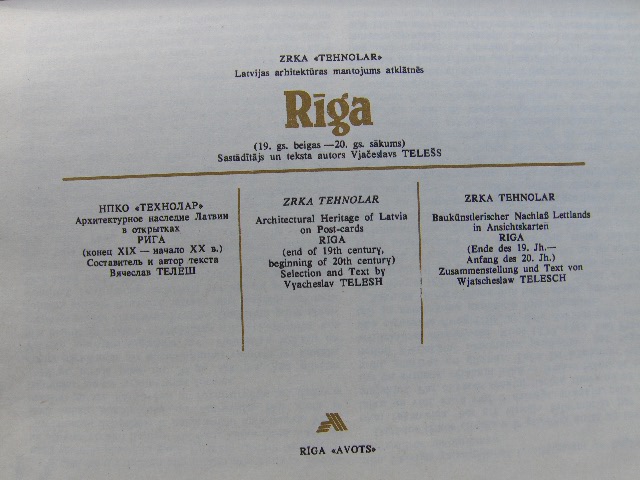 ZRKA «TEHNOLAR»
Latvijas arhitektūras mantojums atklātnēs
Rīga
(19. gs. beigas — 20. gs. sākums)
Sastādītājs un teksta autors Vjačeslavs TELEŠS
НПКО «ТЕХНОЛАР»
Архитектурное наследие Латвии
в открытках
РИГА
(конец XIX — начало XX в.)
Составитель и автор текста
Вячеслав ТЕЛЕШ
ZRKA TEHNOLAR
Architectural Heritage of Latvia
on Post-cards
RIGA
(end of 19th century,
beginning of 20th century)
Selection and Text by
Vyacheslav TELESH
ZRKA TEHNOLAR
Baukünstlerischer Nachlaß Lettlands
in Ansichtskarten
RIGA
(Ende des 19. Jh.—
Anfang des 20. Jh.)
Zusammenstellung und Text von
Wjatscheslaw TELESCH
RĪGA «AVOTS»